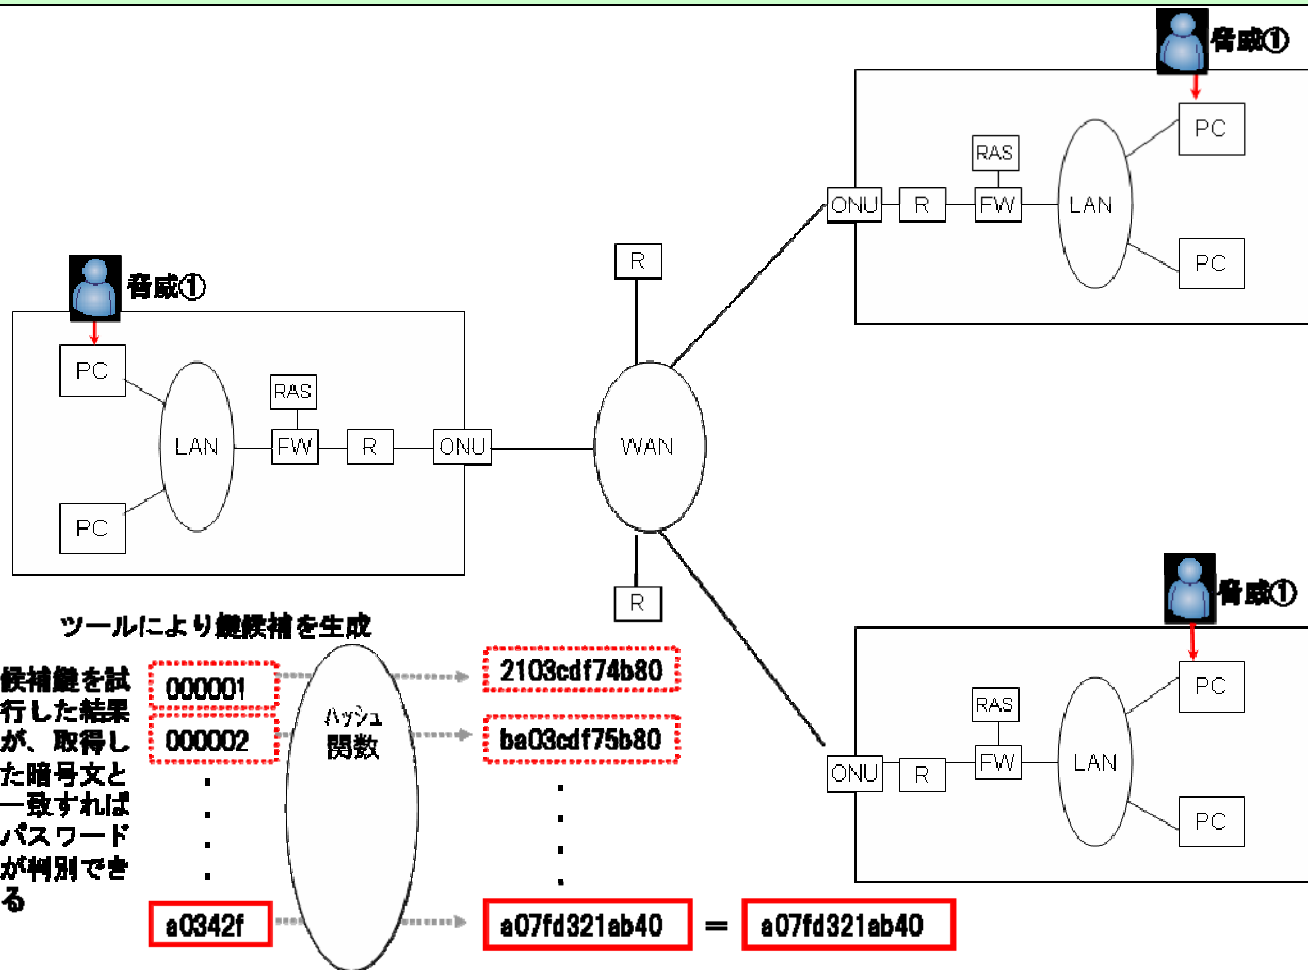 脅威①
PC
RAS
ONU
R
FW
LAN
PC
R
脅威①
PC
RAS
LAN
FW
R
ONU
WAN
PC
R
脅威①
PC
RAS
ONU
R
FW
LAN
PC
ツールにより鍵候補を生成
候補鍵を試
行した結果
が、取得し
た暗号文と
一致すれば
パスワード
が判別でき
る
000001
000002
a0342f
ハッシュ
関数
2103cdf74b80
ba03cdf75b80
a07fd321ab40 = a07fd321ab40